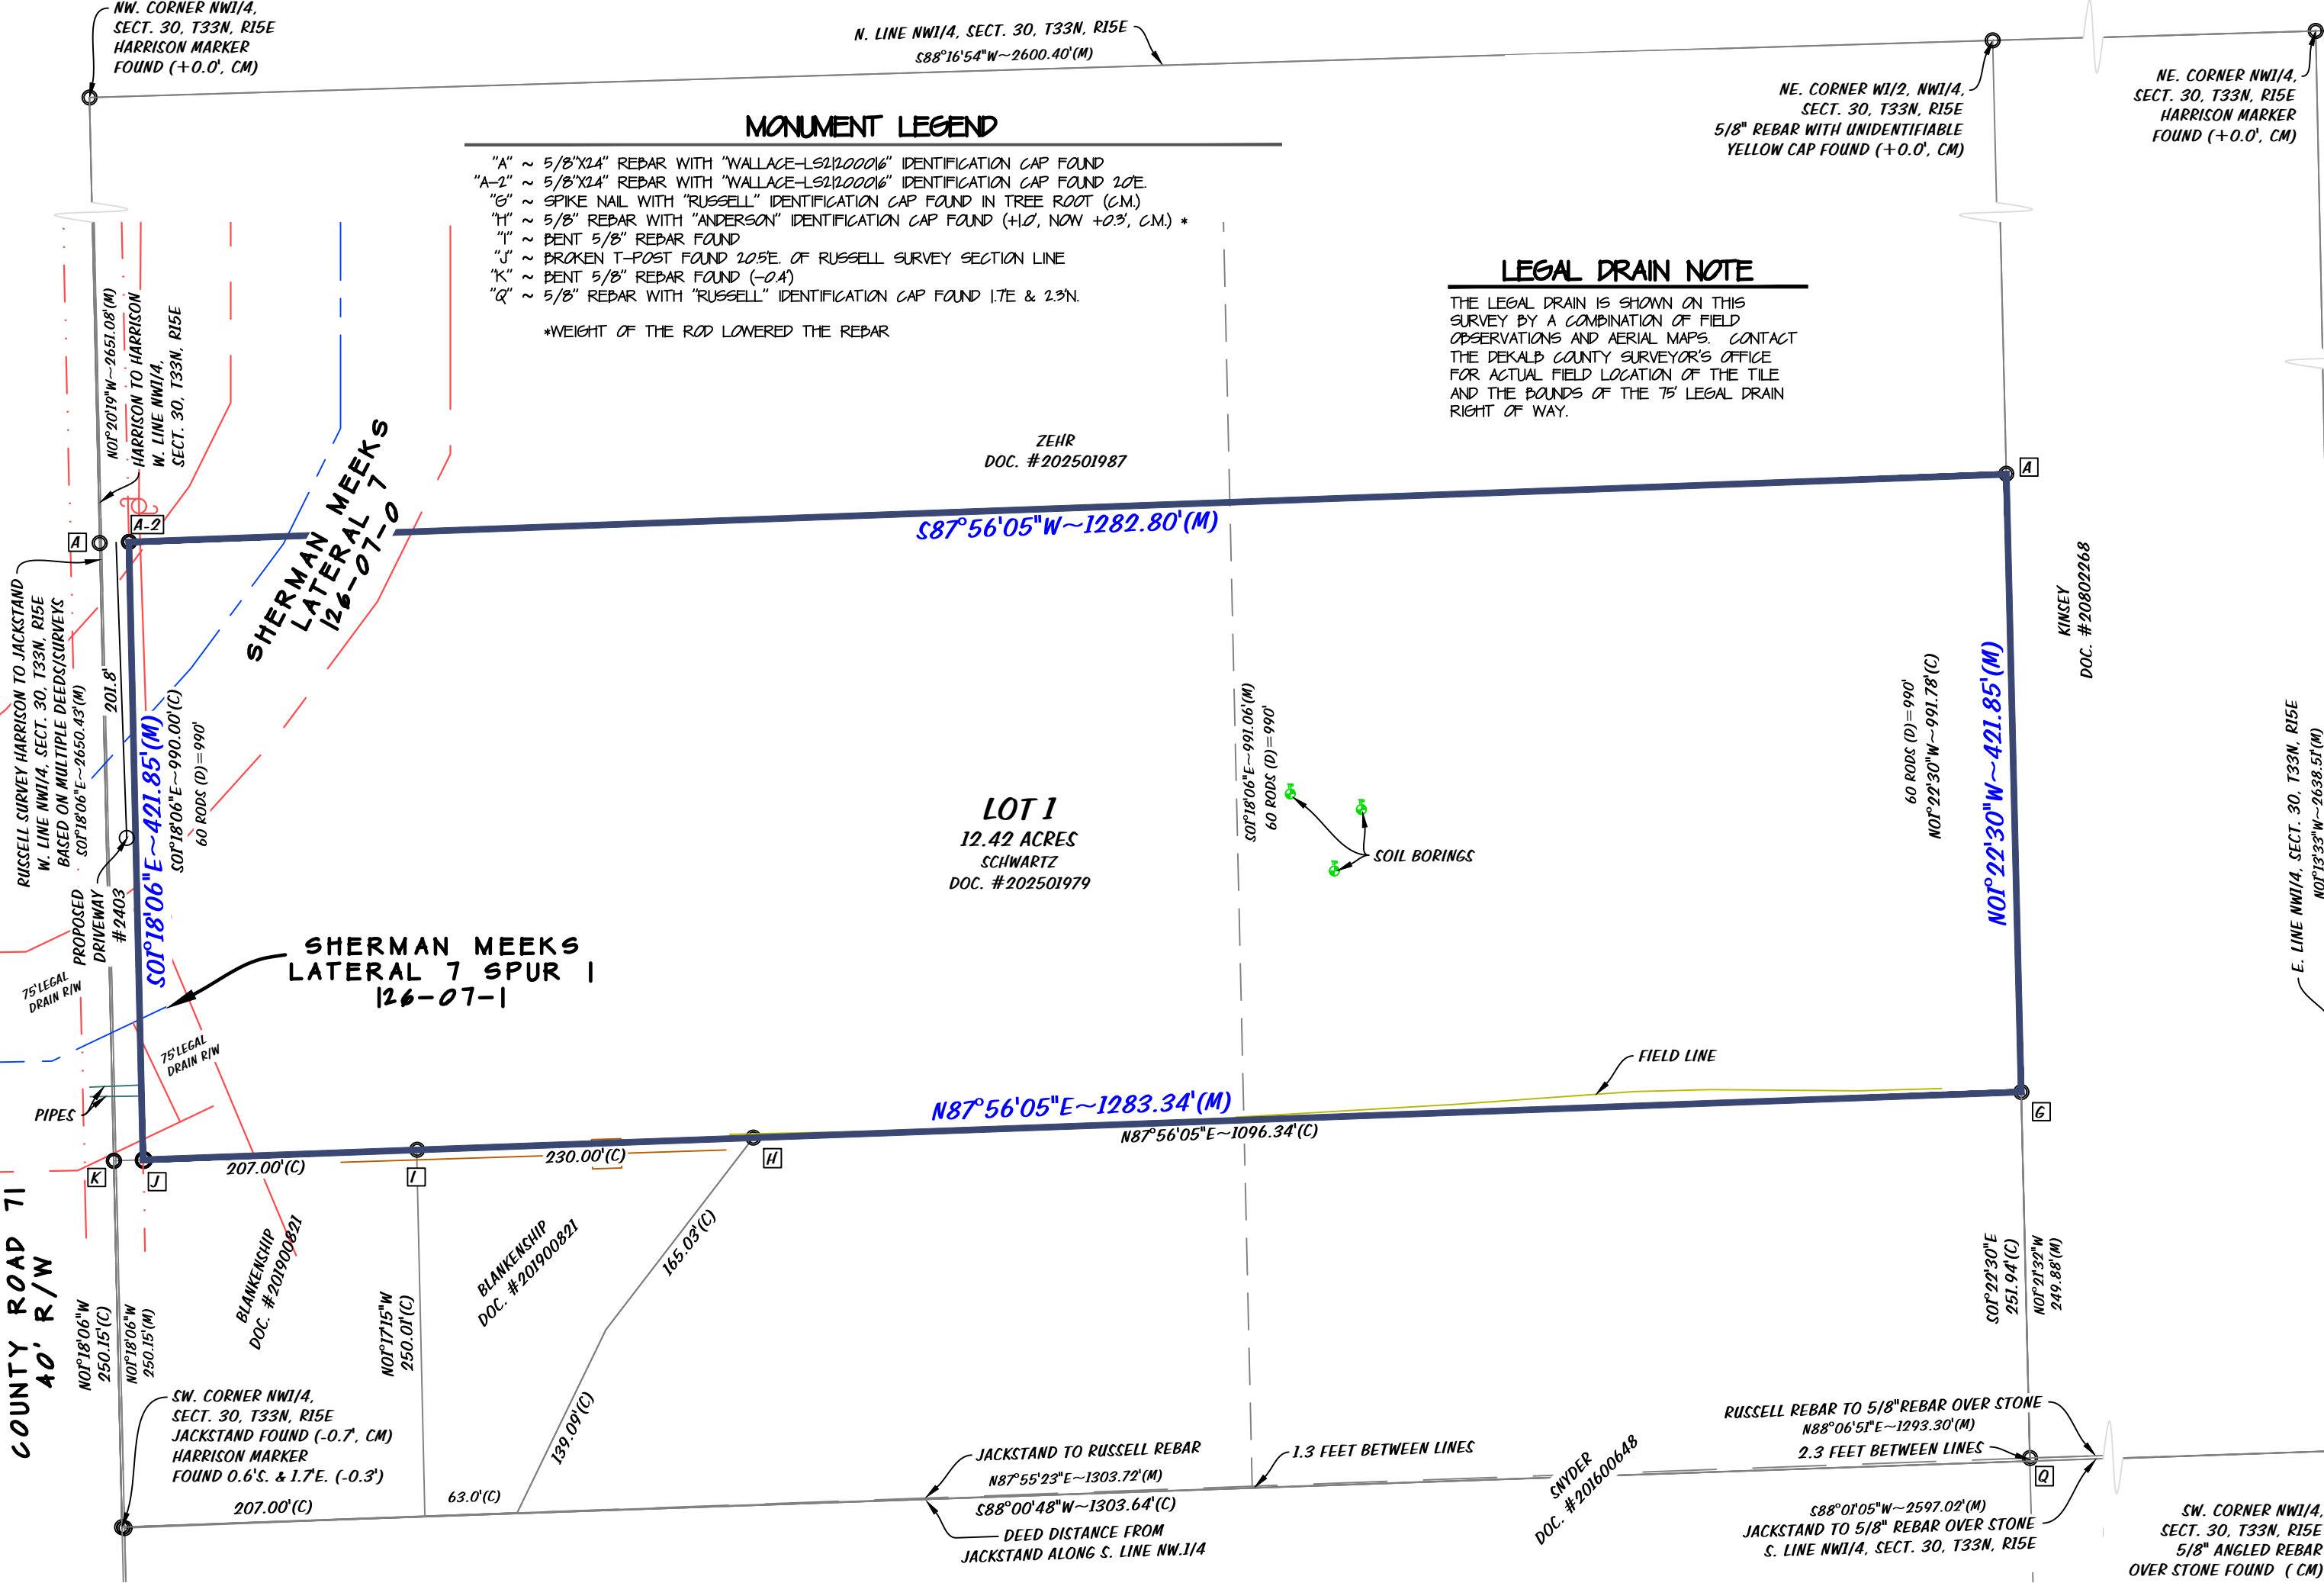 NW. CORNER NW1/4,
SECT. 30, T33N, R15E
HARRISON MARKER
FOUND (+0.0', CM)
N. LINE NW1/4, SECT. 30, T33N, R15E
S88°16'54"W~2600.40'(M)
NE. CORNER W1/2, NW1/4,
SECT. 30, T33N, R15E
5/8" REBAR WITH UNIDENTIFIABLE
YELLOW CAP FOUND (+0.0', CM)
NE. CORNER NW1/4,
SECT. 30, T33N, R15E
HARRISON MARKER
FOUND (+0.0', CM)
MONUMENT LEGEND
"A" ~ 5/8"X24" REBAR WITH "WALLACE-LS21200016" IDENTIFICATION CAP FOUND
"A-2" ~ 5/8"X24" REBAR WITH "WALLACE-LS21200016" IDENTIFICATION CAP FOUND 20'E.
"G" ~ SPIKE NAIL WITH "RUSSELL" IDENTIFICATION CAP FOUND IN TREE ROOT (C.M.)
"H" ~ 5/8" REBAR WITH "ANDERSON" IDENTIFICATION CAP FOUND (+1.0', NOW +0.3', C.M.) *
"I" ~ BENT 5/8" REBAR FOUND
"J" ~ BROKEN T-POST FOUND 20.5'E. OF RUSSELL SURVEY SECTION LINE
"K" ~ BENT 5/8" REBAR FOUND (-0.4')
"Q" ~ 5/8" REBAR WITH "RUSSELL" IDENTIFICATION CAP FOUND 1.7'E & 2.3'N.
*WEIGHT OF THE ROD LOWERED THE REBAR
LEGAL DRAIN NOTE
THE LEGAL DRAIN IS SHOWN ON THIS
SURVEY BY A COMBINATION OF FIELD
OBSERVATIONS AND AERIAL MAPS. CONTACT
THE DEKALB COUNTY SURVEYOR'S OFFICE
FOR ACTUAL FIELD LOCATION OF THE TILE
AND THE BOUNDS OF THE 75' LEGAL DRAIN
RIGHT OF WAY.
N01°20'19"W~2651.08'(M)
HARRISON TO HARRISON
W. LINE NW1/4,
SECT. 30, T33N, R15E
SHERMAN MEEKS
LATERAL 7
126-07-0
ZEHR
DOC. #202501987
A
A-2
A
S87°56'05"W~1282.80'(M)
RUSSELL SURVEY HARRISON TO JACKSTAND
W. LINE NW1/4, SECT. 30, T33N, R15E
BASED ON MULTIPLE DEEDS/SURVEYS
S01°18'06"E~2650.43'(M)
201.8'
S01°18'06"E~421.85'(M)
S01°18'06"E~990.00'(C)
60 RODS (D)=990'
PROPOSED
DRIVEWAY
#2403
LOT 1
12.42 ACRES
SCHWARTZ
DOC. #202501979
S01°18'06"E~991.06'(M)
60 RODS (D)=990'
SOIL BORINGS
60 RODS (D)=990'
N01°22'30"W~991.78'(C)
N01°22'30"W~421.85'(M)
KINSEY
DOC. #20802268
E. LINE NW1/4, SECT. 30, T33N, R15E
N01°13'33"W~2638.51'(M)
SHERMAN MEEKS
LATERAL 7 SPUR 1
126-07-1
75' LEGAL
DRAIN R/W
75' LEGAL
DRAIN R/W
PIPES
FIELD LINE
N87°56'05"E~1283.34'(M)
N87°56'05"E~1096.34'(C)
G
K
J
207.00'(C)
I
230.00'(C)
H
COUNTY ROAD 71
40' R/W
N01°18'06"W
250.15'(C)
N01°18'06"W
250.15'(M)
BLANKENSHIP
DOC. #201900821
N01°17'15"W
250.01'(C)
BLANKENSHIP
DOC. #201900821
165.03'(C)
139.09'(C)
S01°22'30"E
251.94'(C)
N01°21'32"W
249.88'(M)
SW. CORNER NW1/4,
SECT. 30, T33N, R15E
JACKSTAND FOUND (-0.7', CM)
HARRISON MARKER
FOUND 0.6'S. & 1.7'E. (-0.3')
207.00'(C)
63.0'(C)
JACKSTAND TO RUSSELL REBAR
N87°55'23"E~1303.72'(M)
S88°00'48"W~1303.64'(C)
DEED DISTANCE FROM
JACKSTAND ALONG S. LINE NW.1/4
1.3 FEET BETWEEN LINES
SNYDER
DOC. #201600648
RUSSELL REBAR TO 5/8"REBAR OVER STONE
N88°06'51"E~1293.30'(M)
2.3 FEET BETWEEN LINES
Q
S88°01'05"W~2597.02'(M)
JACKSTAND TO 5/8" REBAR OVER STONE
S. LINE NW1/4, SECT. 30, T33N, R15E
SW. CORNER NW1/4,
SECT. 30, T33N, R15E
5/8" ANGLED REBAR
OVER STONE FOUND ( CM)